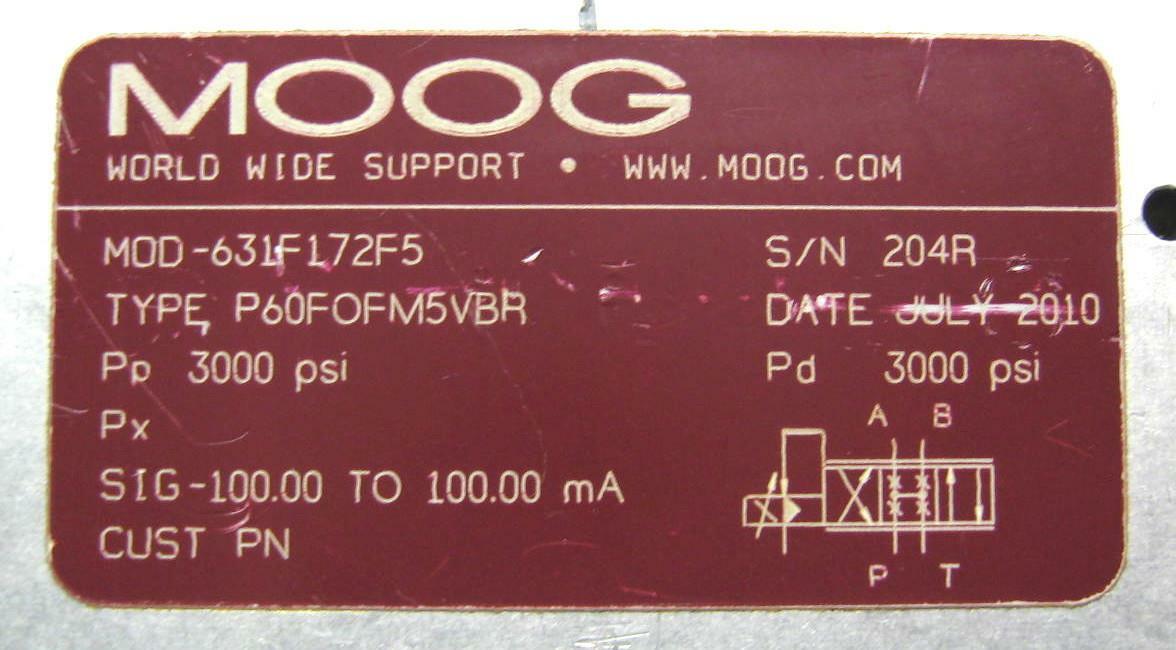 MOOG
WORLD WIDE SUPPORT • WWW.MOOG.COM
MOD-631F172F5 S/N 204R
TYPE P60FOFM5VBR DATE JULY 2010
Pp 3000 psi Pd 3000 psi
Px
A B
SIG-100.00 TO 100.00 mA
CUST PN
P T